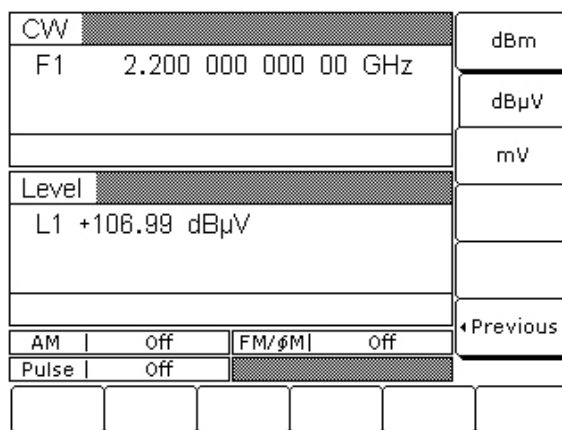 CW
F1 2.200 000 000 00 GHz
Level
L1 +106.99 dBµV
AM | Off
FM/ϕM| Off
Pulse | Off
dBm
dBµV
mV
◂Previous